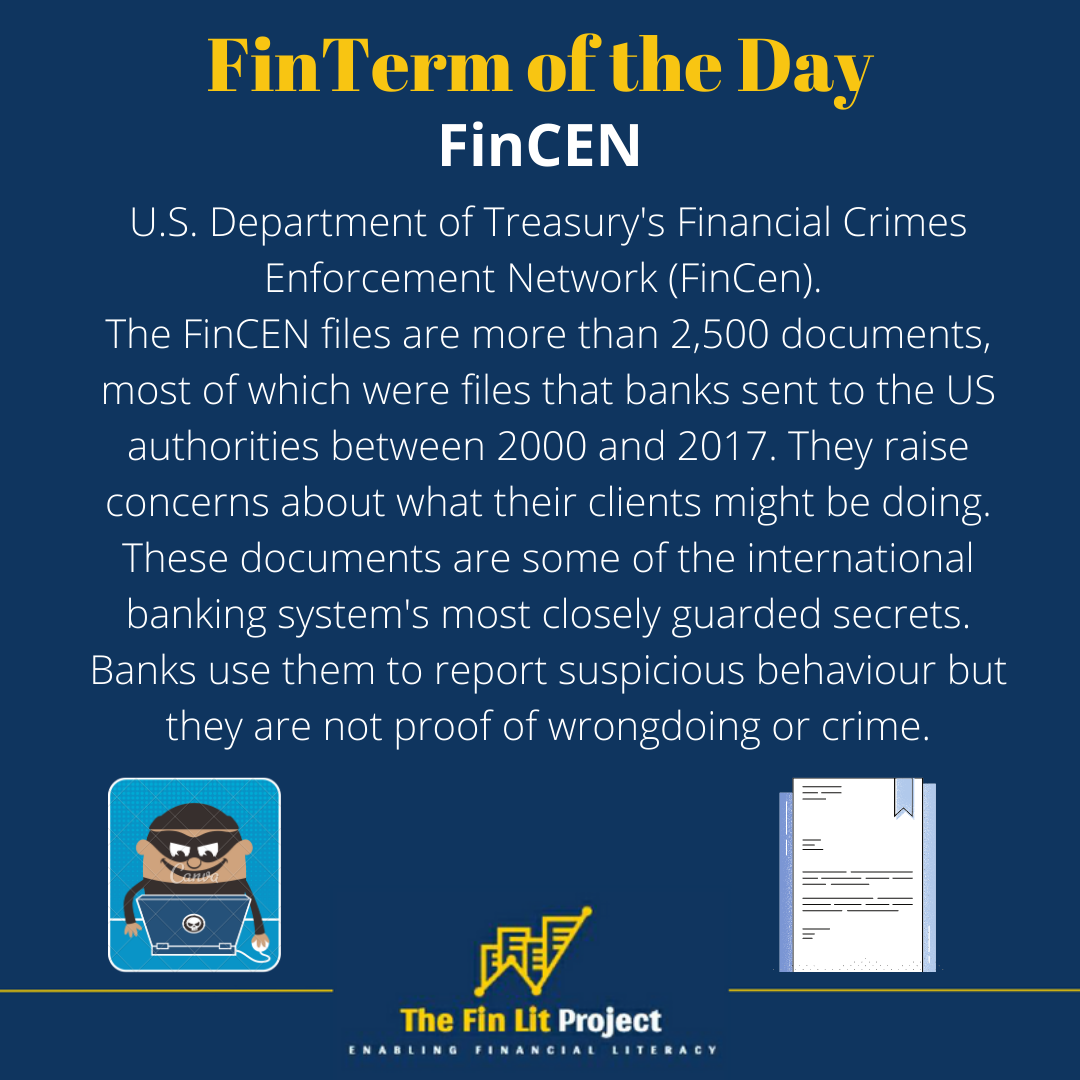 FinTerm of the Day
FinCEN
U.S. Department of Treasury's Financial Crimes
Enforcement Network (FinCen).
The FinCEN files are more than 2,500 documents,
most of which were files that banks sent to the US
authorities between 2000 and 2017. They raise
concerns about what their clients might be doing.
These documents are some of the international
banking system's most closely guarded secrets.
Banks use them to report suspicious behaviour but
they are not proof of wrongdoing or crime.
Canva
The Fin Lit Project
ENABLING FINANCIAL LITERACY